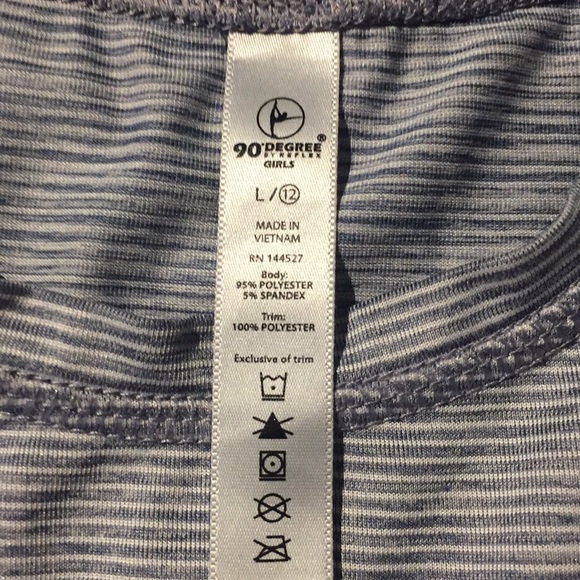 90°DEGREE®
BY REFLEX
GIRLS
L / 12
MADE IN
VIETNAM
RN 144527
Body:
95% POLYESTER
5% SPANDEX
Trim:
100% POLYESTER
Exclusive of trim